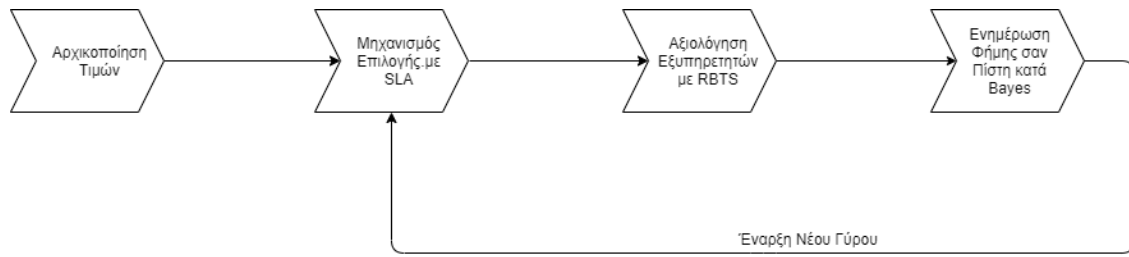 Αρχικοποίηση
Τιμών
Μηχανισμός
Επιλογής.με
SLA
Αξιολόγηση
Εξυπηρετητών
με RBTS
Ενημέρωση
Φήμης σαν
Πίστη κατά
Bayes
Έναρξη Νέου Γύρου